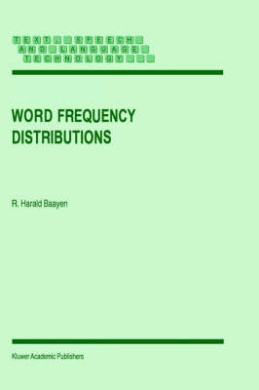 TEXT, SPEECH
AND LANGUAGE
TECHNOLOGY
WORD FREQUENCY
DISTRIBUTIONS
R. Harald Baayen
Kluwer Academic Publishers